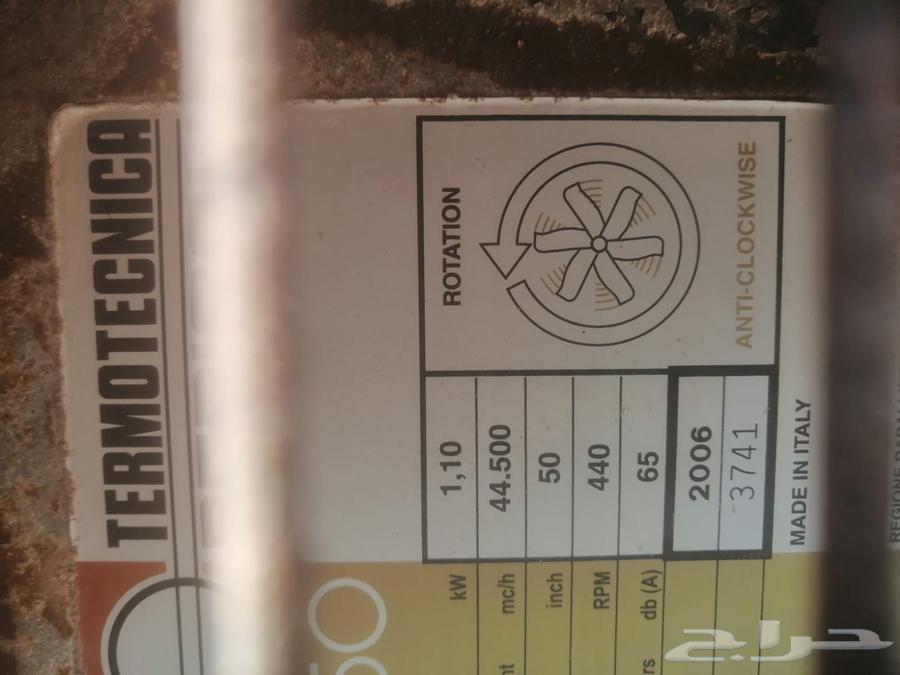 TERMOTECNICA
50
kW 1,10
mc/h 44.500
inch 50
RPM 440
db (A) 65
2006
3741
ROTATION
ANTI-CLOCKWISE
MADE IN ITALY
حراج